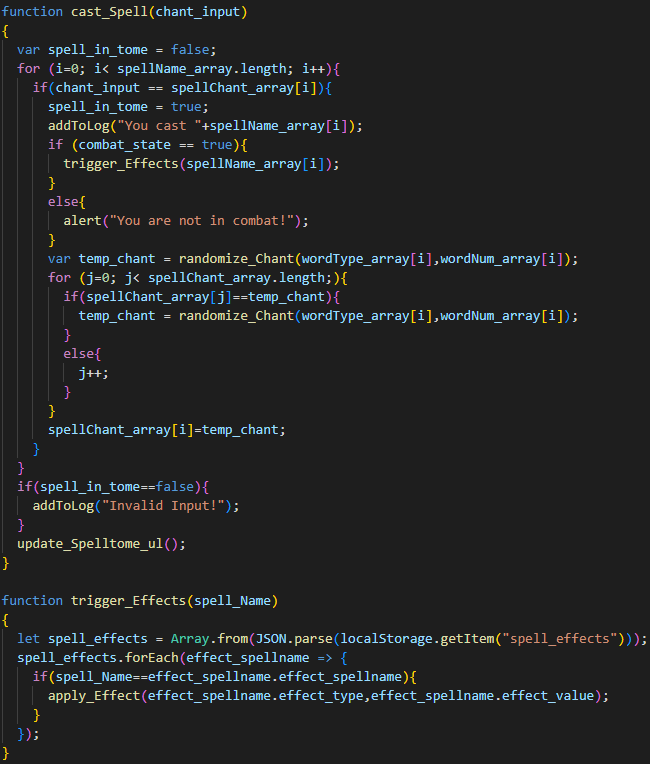 function cast_Spell(chant_input)
{
  var spell_in_tome = false;
  for (i=0; i< spellName_array.length; i++){
    if(chant_input == spellChant_array[i]){
      spell_in_tome = true;
      addToLog("You cast "+spellName_array[i]);
      if (combat_state == true){
        trigger_Effects(spellName_array[i]);
      }
      else{
        alert("You are not in combat!");
      }
      var temp_chant = randomize_Chant(wordType_array[i],wordNum_array[i]);
      for (j=0; j< spellChant_array.length;){
        if(spellChant_array[j]==temp_chant){
          temp_chant = randomize_Chant(wordType_array[i],wordNum_array[i]);
        }
        else{
          j++;
        }
      }
      spellChant_array[i]=temp_chant;
    }
  }
  if(spell_in_tome==false){
    addToLog("Invalid Input!");
  }
  update_Spelltome_ul();
}

function trigger_Effects(spell_Name)
{
  let spell_effects = Array.from(JSON.parse(localStorage.getItem("spell_effects")));
  spell_effects.forEach(effect_spellname => {
    if(spell_Name==effect_spellname.effect_spellname){
      apply_Effect(effect_spellname.effect_type,effect_spellname.effect_value);
    }
  });
}